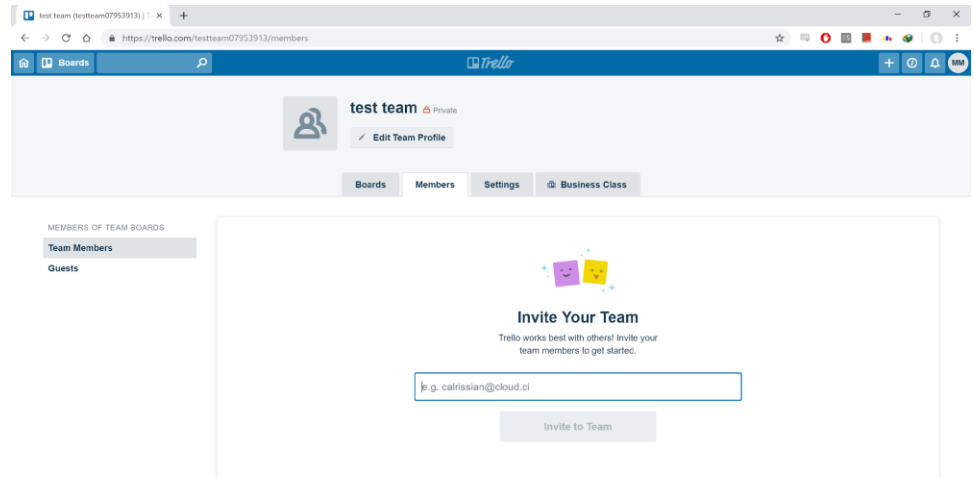 test team (testteam07953913) | T
https://trello.com/testteam07953913/members
Boards
Trello
MM
test team Private
Edit Team Profile
Boards Members Settings Business Class
MEMBERS OF TEAM BOARDS
Team Members
Guests
Invite Your Team
Trello works best with others! Invite your
team members to get started.
e.g. calrissian@cloud.ci
Invite to Team